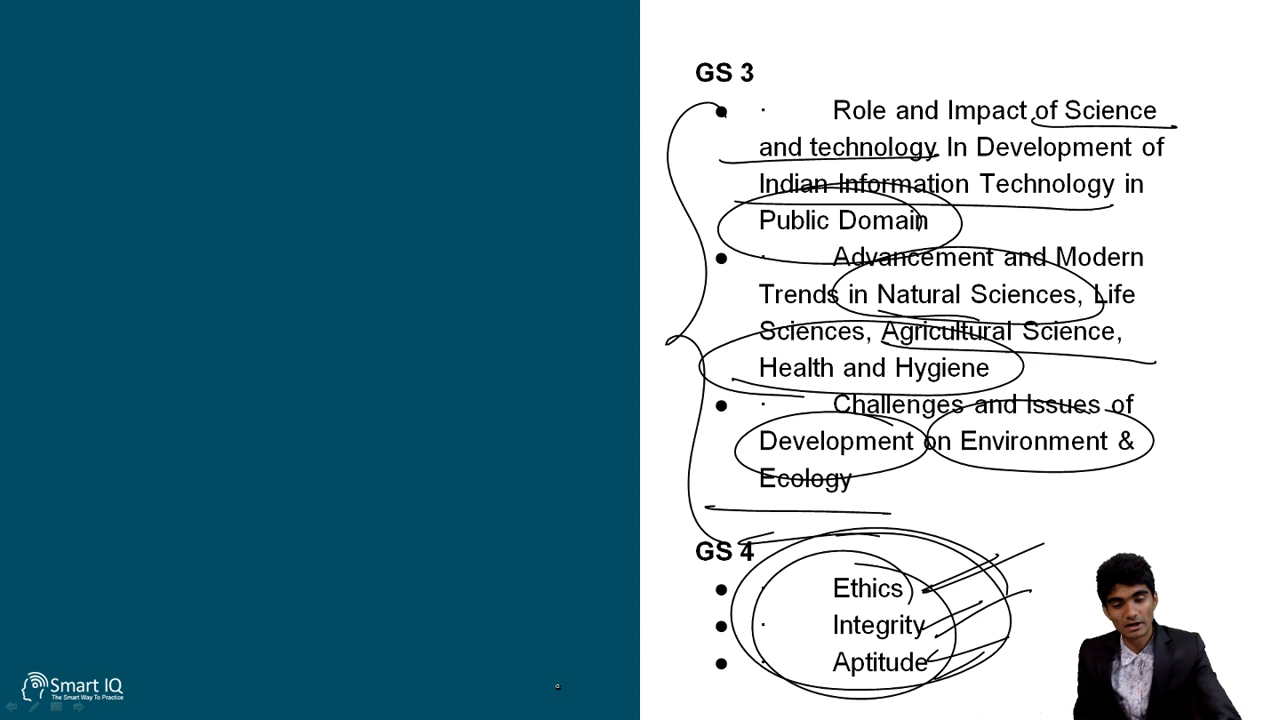 GS 3
● · Role and Impact of Science
and technology. In Development of
Indian Information Technology in
Public Domain
● · Advancement and Modern
Trends in Natural Sciences, Life
Sciences, Agricultural Science,
Health and Hygiene
● · Challenges and Issues of
Development on Environment &
Ecology
GS 4
● · Ethics
● · Integrity
● · Aptitude
Smart IQ
The Smart Way To Practice